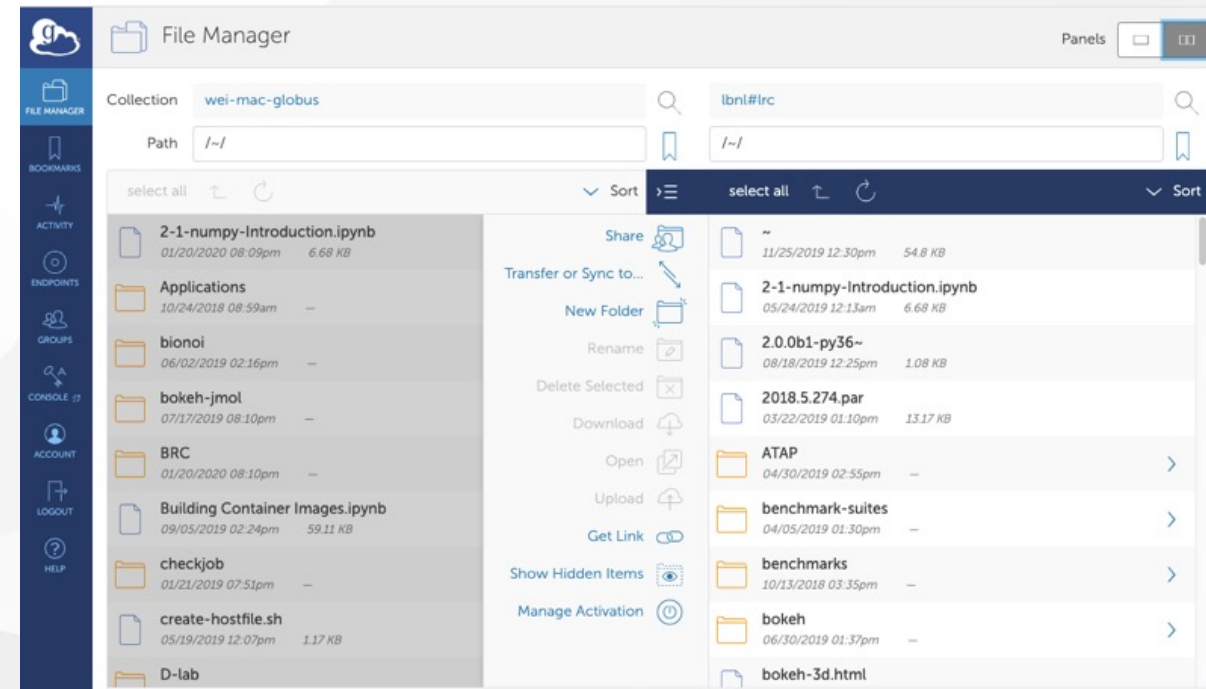 g
File Manager
Panels
FILE MANAGER
BOOKMARKS
ACTIVITY
ENDPOINTS
GROUPS
CONSOLE
ACCOUNT
LOGOUT
HELP
Collection wei-mac-globus
Path /~/
select all Sort
2-1-numpy-Introduction.ipynb
01/20/2020 08:09pm 6.68 KB
Applications
10/24/2018 08:59am —
bionoi
06/02/2019 02:16pm —
bokeh-jmol
07/17/2019 08:10pm —
BRC
01/20/2020 08:10pm —
Building Container Images.ipynb
09/05/2019 02:24pm 59.11 KB
checkjob
01/21/2019 07:51pm —
create-hostfile.sh
05/19/2019 12:07pm 1.17 KB
D-lab
Share
Transfer or Sync to...
New Folder
Rename
Delete Selected
Download
Open
Upload
Get Link
Show Hidden Items
Manage Activation
lbnl#lrc
/~/
select all Sort
~
11/25/2019 12:30pm 54.8 KB
2-1-numpy-Introduction.ipynb
05/24/2019 12:13am 6.68 KB
2.0.0b1-py36~
08/18/2019 12:25pm 1.08 KB
2018.5.274.par
03/22/2019 01:10pm 13.17 KB
ATAP
04/30/2019 02:55pm —
benchmark-suites
04/05/2019 01:30pm —
benchmarks
10/13/2018 03:35pm —
bokeh
06/30/2019 01:37pm —
bokeh-3d.html